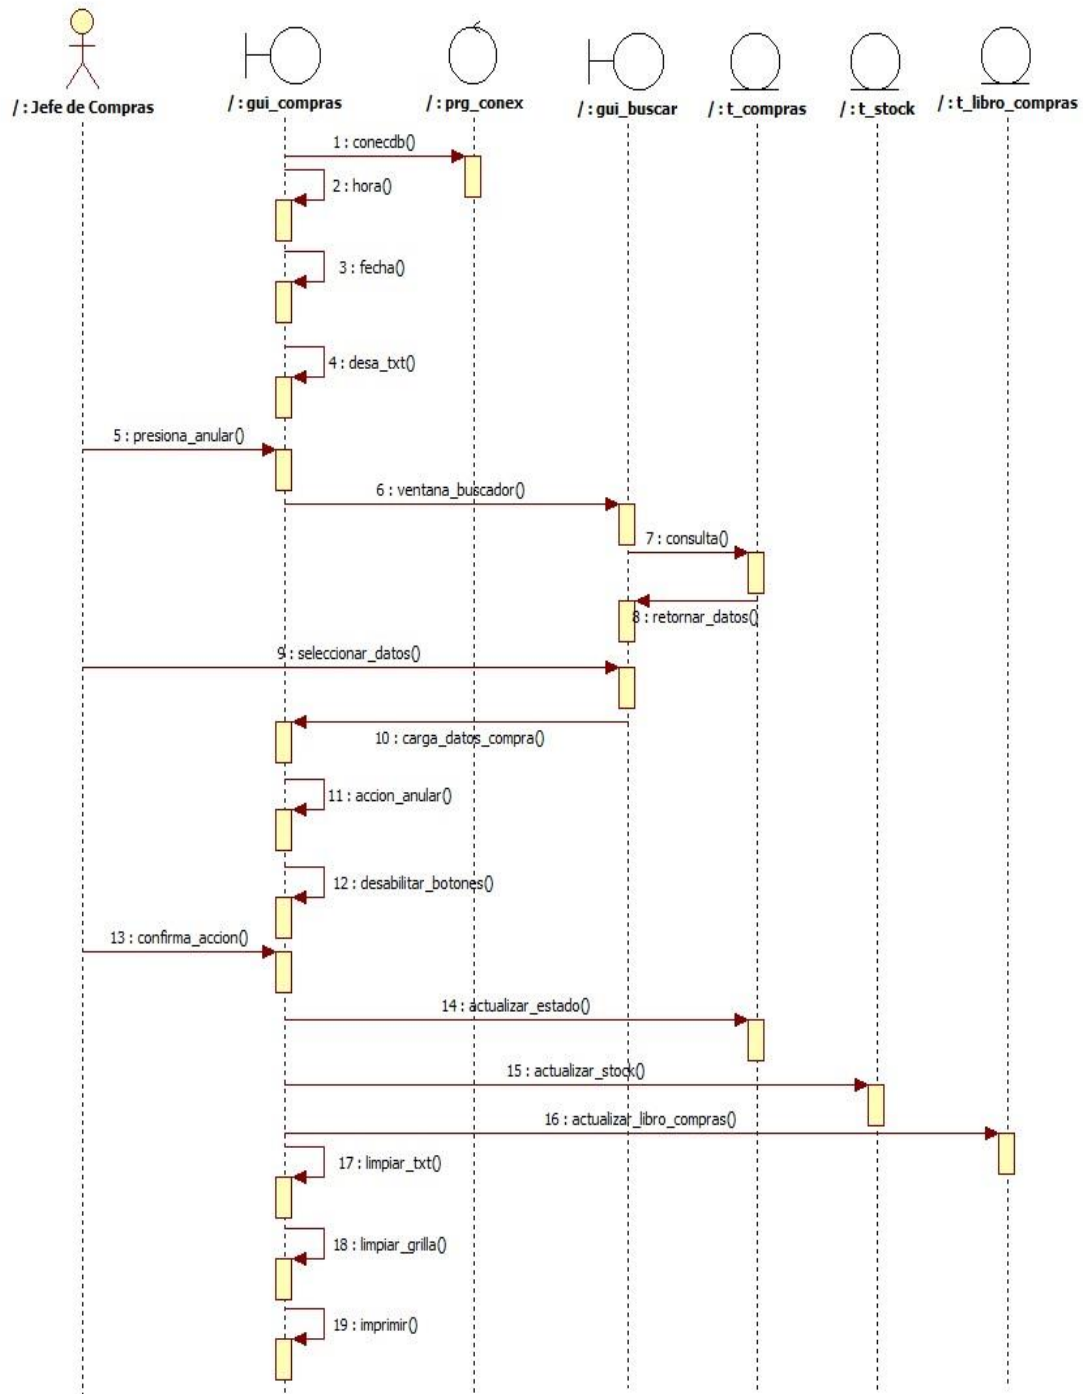 / : Jefe de Compras
/ : gui_compras
/ : prg_conex
/ : gui_buscar
/ : t_compras
/ : t_stock
/ : t_libro_compras
1 : conecdb()
2 : hora()
3 : fecha()
4 : desa_txt()
5 : presiona_anular()
6 : ventana_buscador()
7 : consulta()
8 : retornar_datos()
9 : seleccionar_datos()
10 : carga_datos_compra()
11 : accion_anular()
12 : desabilitar_botones()
13 : confirma_accion()
14 : actualizar_estado()
15 : actualizar_stock()
16 : actualizar_libro_compras()
17 : limpiar_txt()
18 : limpiar_grilla()
19 : imprimir()